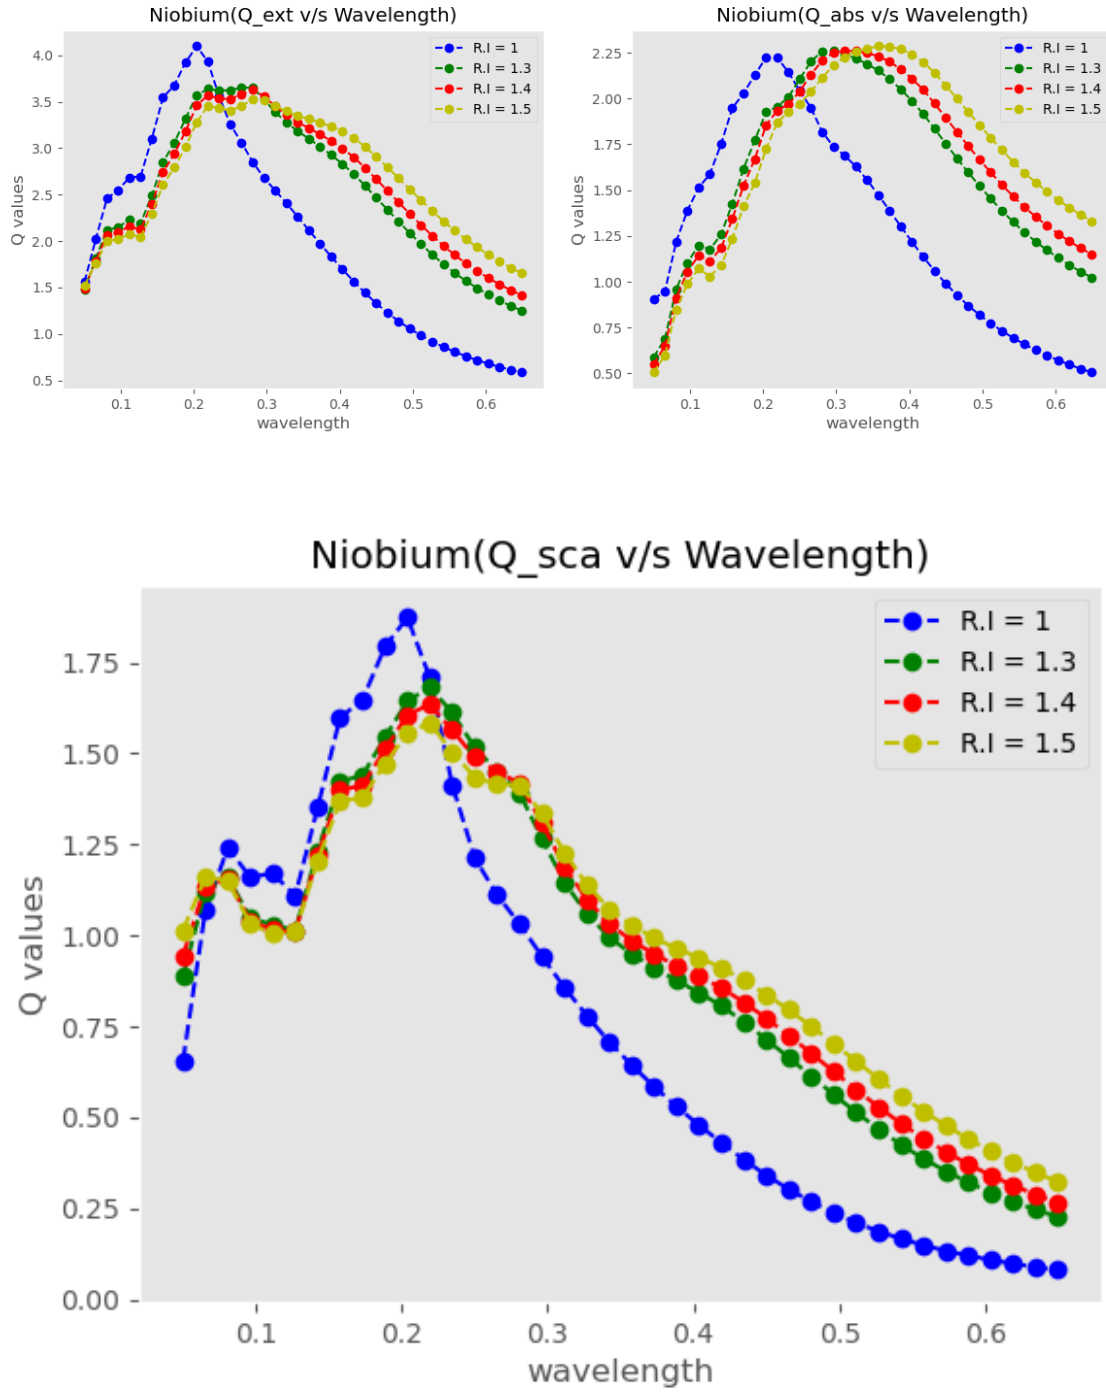 Niobium(Q_ext v/s Wavelength)
R.I = 1
R.I = 1.3
R.I = 1.4
R.I = 1.5
4.0
3.5
3.0
2.5
2.0
1.5
1.0
0.5
Q values
0.1 0.2 0.3 0.4 0.5 0.6
wavelength
Niobium(Q_abs v/s Wavelength)
R.I = 1
R.I = 1.3
R.I = 1.4
R.I = 1.5
2.25
2.00
1.75
1.50
1.25
1.00
0.75
0.50
Q values
0.1 0.2 0.3 0.4 0.5 0.6
wavelength
Niobium(Q_sca v/s Wavelength)
R.I = 1
R.I = 1.3
R.I = 1.4
R.I = 1.5
1.75
1.50
1.25
1.00
0.75
0.50
0.25
0.00
Q values
0.1 0.2 0.3 0.4 0.5 0.6
wavelength